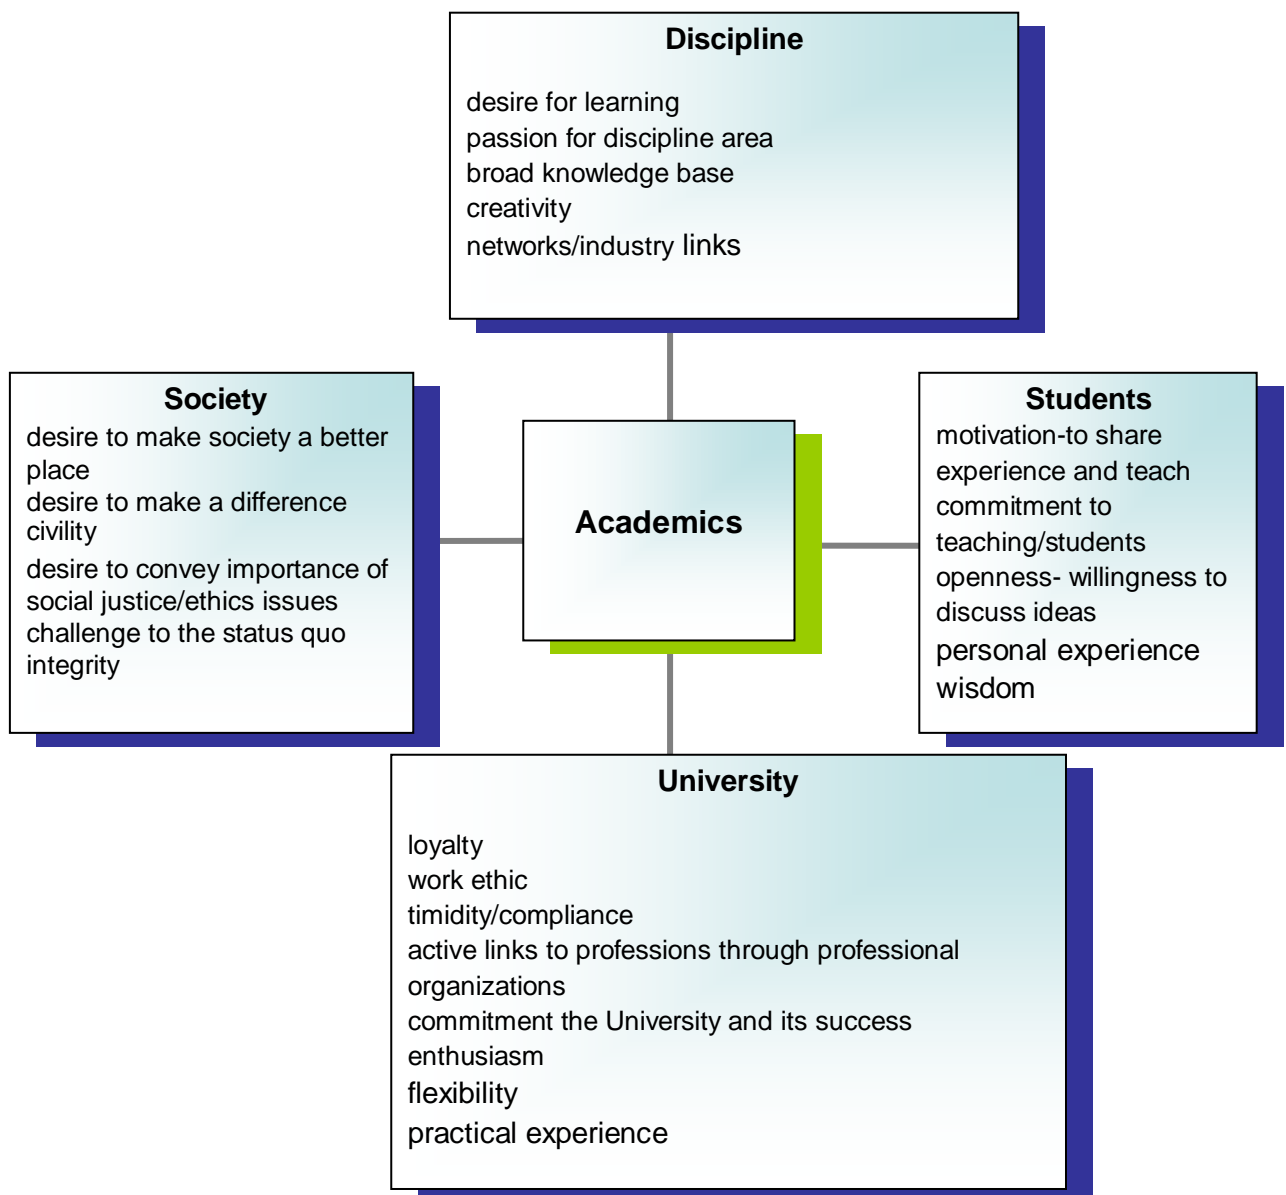 Discipline
desire for learning
passion for discipline area
broad knowledge base
creativity
networks/industry links
Society
desire to make society a better
place
desire to make a difference
civility
desire to convey importance of
social justice/ethics issues
challenge to the status quo
integrity
Academics
Students
motivation-to share
experience and teach
commitment to
teaching/students
openness- willingness to
discuss ideas
personal experience
wisdom
University
loyalty
work ethic
timidity/compliance
active links to professions through professional
organizations
commitment the University and its success
enthusiasm
flexibility
practical experience